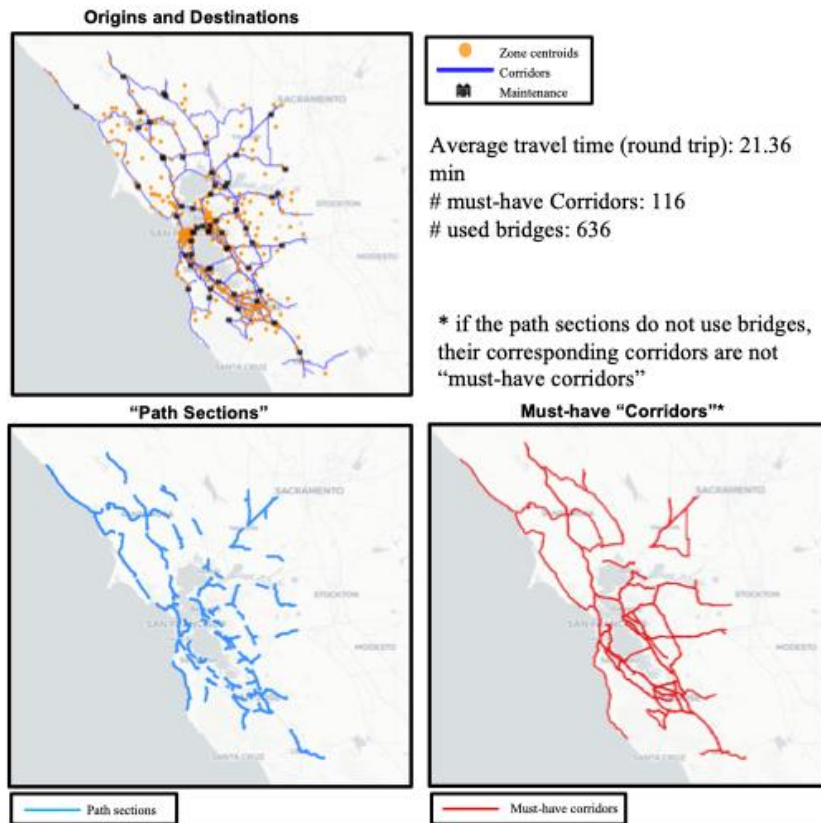 Origins and Destinations
SACRAMENTO
STOCKTON
MODESTO
SANTA CRUZ
Zone centroids
Corridors
Maintenance
Average travel time (round trip): 21.36
min
# must-have Corridors: 116
# used bridges: 636
* if the path sections do not use bridges,
their corresponding corridors are not
“must-have corridors”
“Path Sections”
SACRAMENTO
STOCKTON
SAN FRANCISCO
MODESTO
SANTA CRUZ
Path sections
Must-have “Corridors”*
SACRAMENTO
STOCKTON
MODESTO
SANTA CRUZ
Must-have corridors